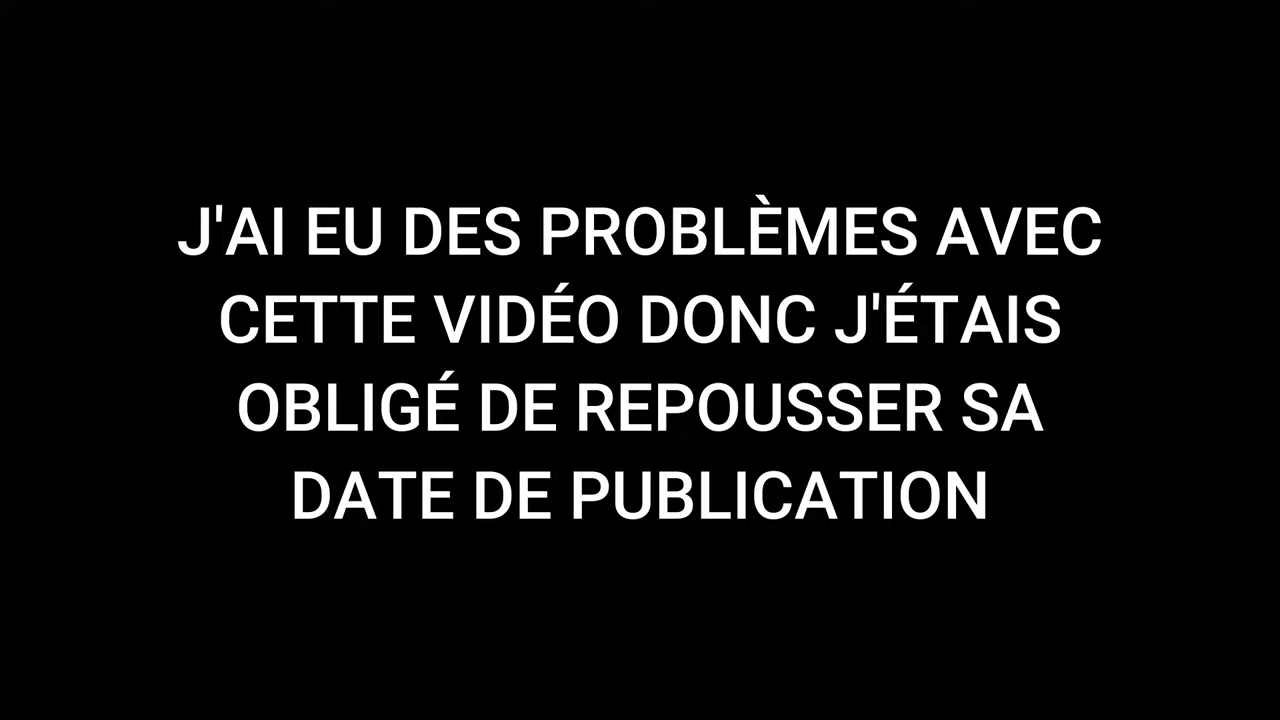 J'AI EU DES PROBLÈMES AVEC
CETTE VIDÉO DONC J'ÉTAIS
OBLIGÉ DE REPOUSSER SA
DATE DE PUBLICATION